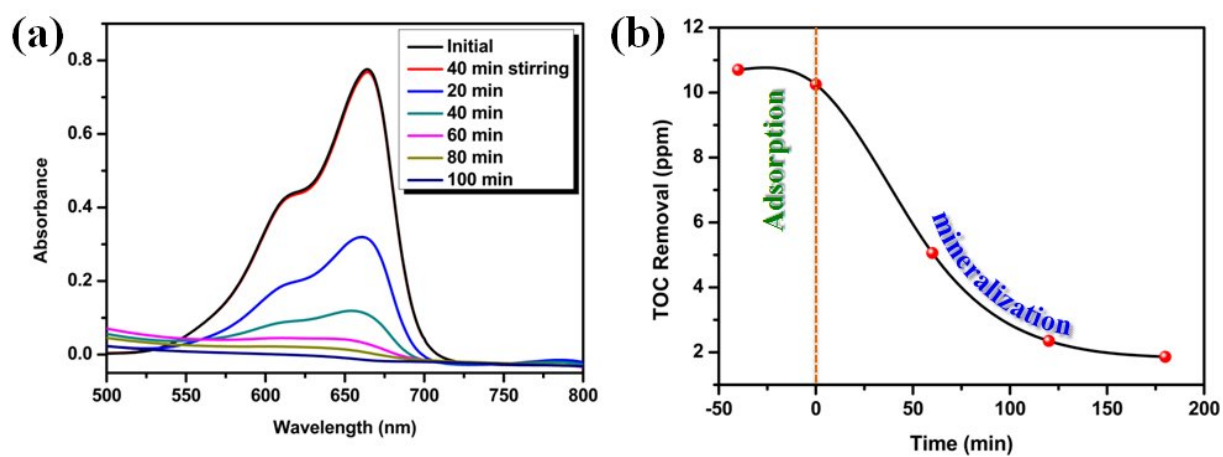 (a)
Absorbance
0.8
0.6
0.4
0.2
0.0
500
550
600
650
700
750
800
Wavelength (nm)
Initial
40 min stirring
20 min
40 min
60 min
80 min
100 min
(b)
TOC Removal (ppm)
12
10
8
6
4
2
-50
0
50
100
150
200
Time (min)
Adsorption
mineralization